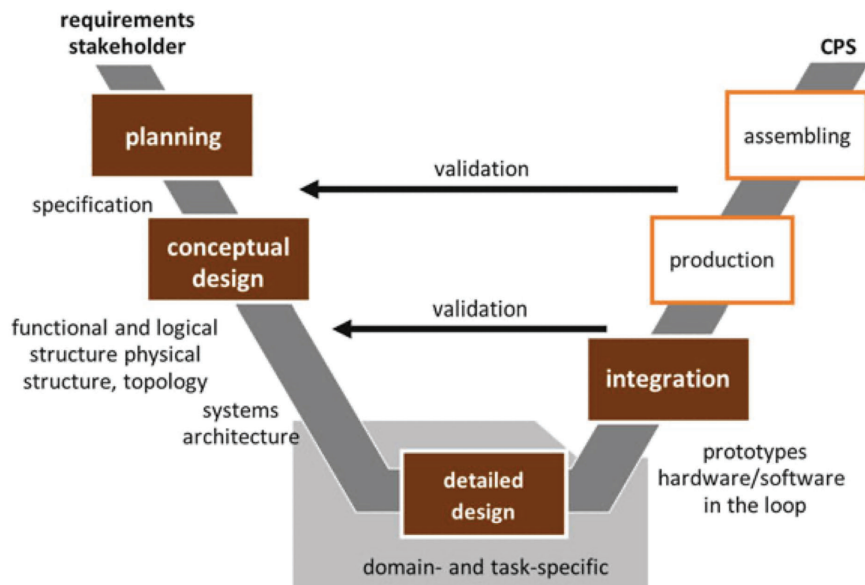 requirements
stakeholder
CPS
planning
assembling
validation
specification
conceptual
design
production
validation
functional and logical
structure physical
structure, topology
integration
systems
architecture
prototypes
hardware/software
in the loop
detailed
design
domain- and task-specific